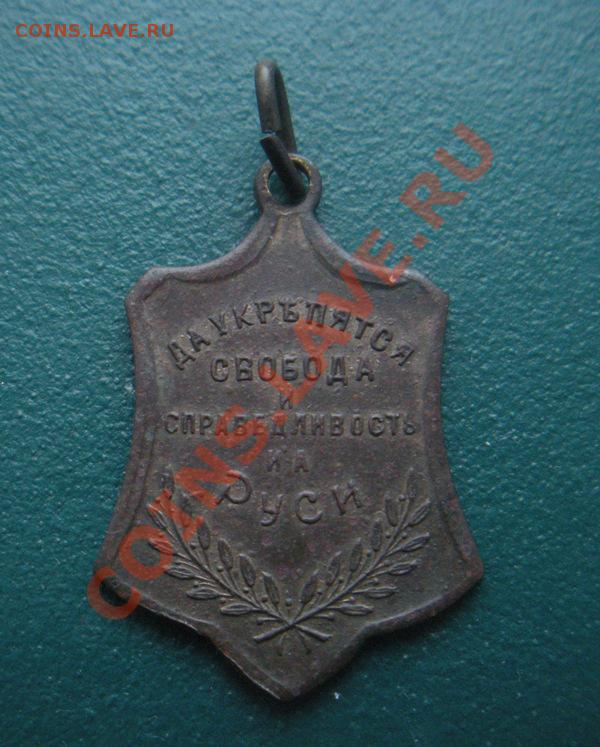 COINS.LAVE.RU
ДА УКРѢПЯТСЯ
СВОБОДА
И
СПРАВЕДЛИВОСТЬ
НА
РУСИ
COINS.LAVE.RU